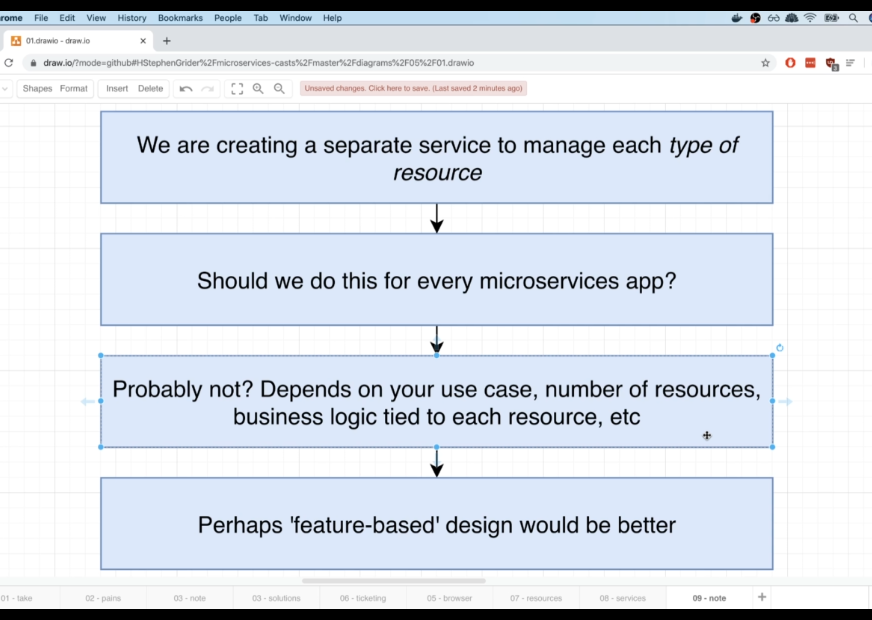 rome File Edit View History Bookmarks People Tab Window Help
01.drawio - draw.io
draw.io/?mode=github#HStephenGrider%2Fmicroservices-casts%2Fmaster%2Fdiagrams%2F05%2F01.drawio
Shapes Format Insert Delete Unsaved changes. Click here to save. (Last saved 2 minutes ago)
We are creating a separate service to manage each type of
resource
Should we do this for every microservices app?
Probably not? Depends on your use case, number of resources,
business logic tied to each resource, etc
Perhaps 'feature-based' design would be better
01 - take 02 - pains 03 - note 03 - solutions 06 - ticketing 05 - browser 07 - resources 08 - services 09 - note